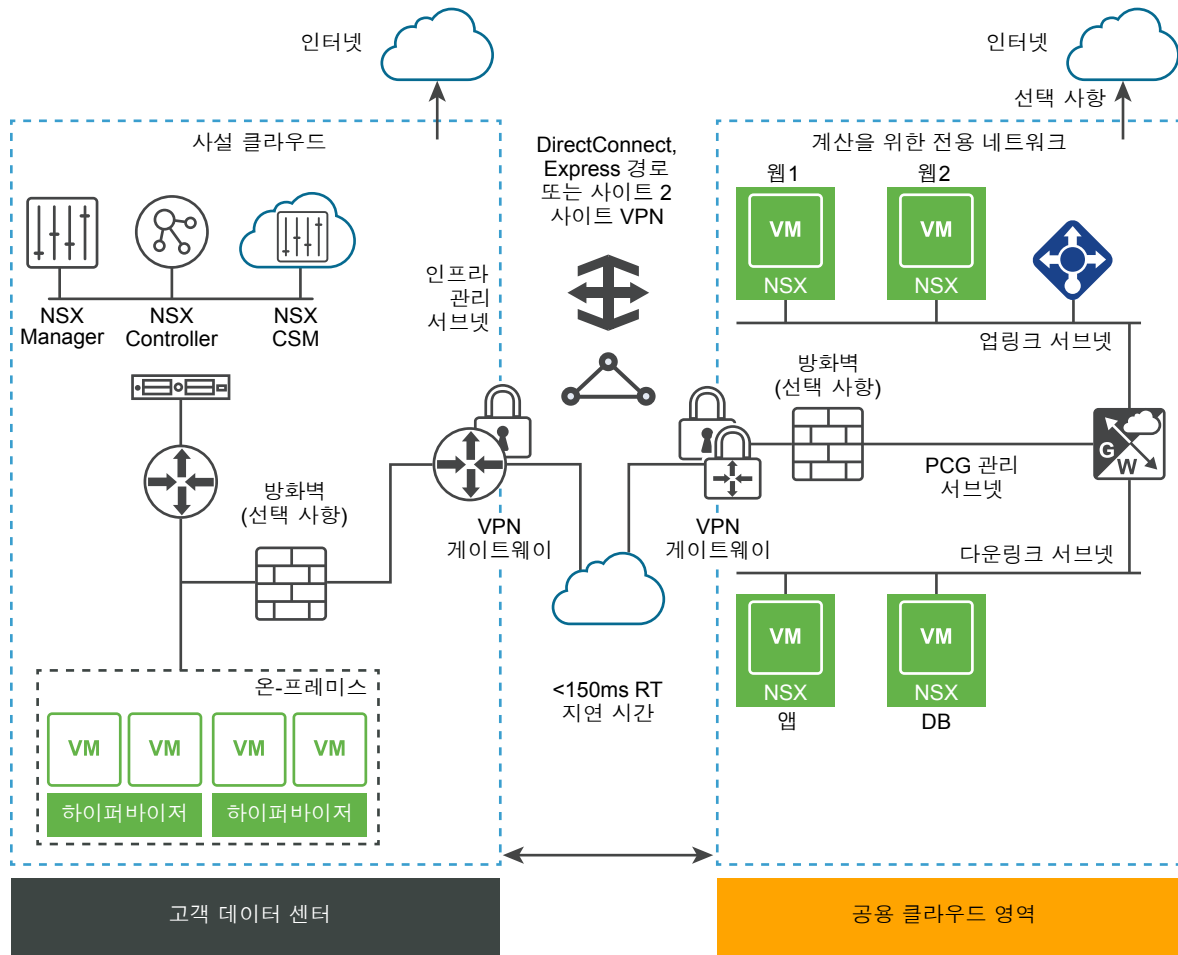 인터넷
인터넷
선택 사항
사설 클라우드
DirectConnect,
Express 경로
또는 사이트 2
사이트 VPN
계산을 위한 전용 네트워크
웹1
웹2
VM
NSX
VM
NSX
NSX
Manager
NSX
Controller
NSX
CSM
인프라
관리
서브넷
업링크 서브넷
방화벽
(선택 사항)
G
W
PCG 관리
서브넷
방화벽
(선택 사항)
VPN
게이트웨이
VPN
게이트웨이
다운링크 서브넷
VM
NSX
앱
VM
NSX
DB
<150ms RT
지연 시간
온-프레미스
VM
VM
VM
VM
하이퍼바이저
하이퍼바이저
고객 데이터 센터
공용 클라우드 영역